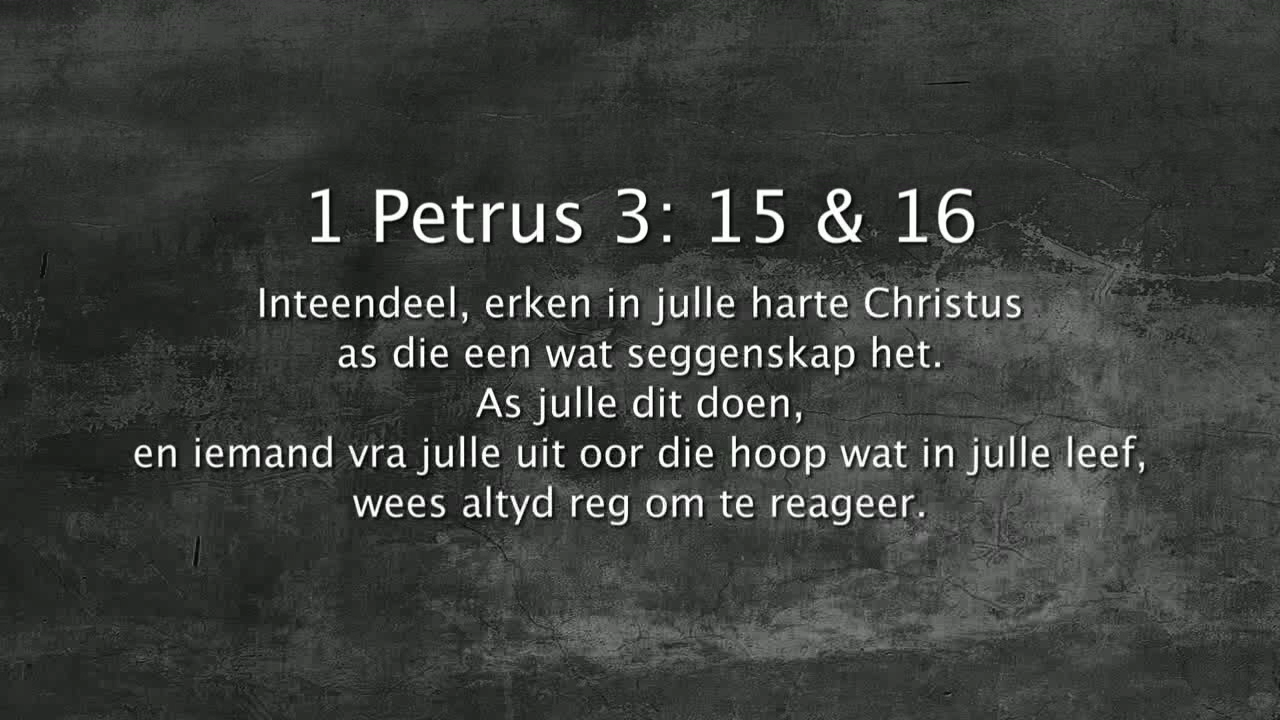 1 Petrus 3: 15 & 16
Inteendeel, erken in julle harte Christus
as die een wat seggenskap het.
As julle dit doen,
en iemand vra julle uit oor die hoop wat in julle leef,
wees altyd reg om te reageer.